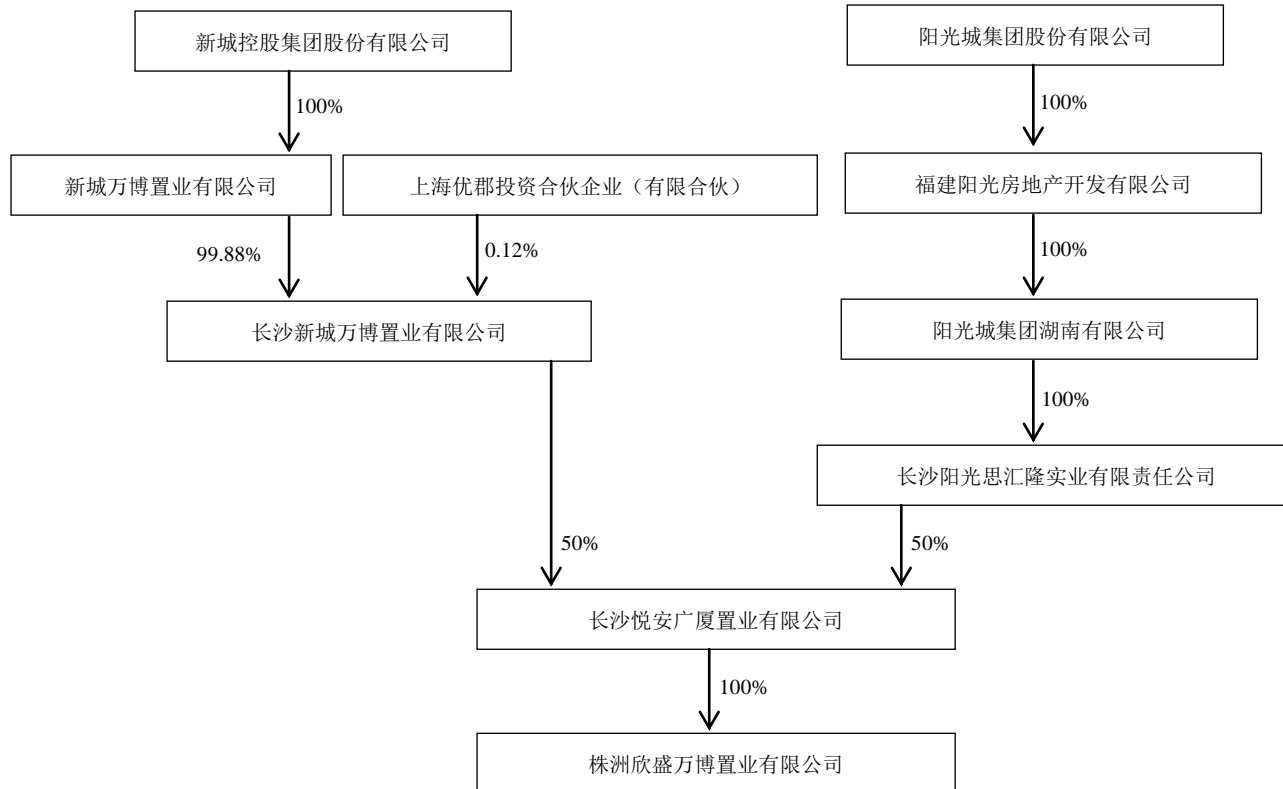 新城控股集团股份有限公司
阳光城集团股份有限公司
100%
100%
新城万博置业有限公司
上海优郡投资合伙企业（有限合伙）
福建阳光房地产开发有限公司
99.88%
0.12%
100%
长沙新城万博置业有限公司
阳光城集团湖南有限公司
100%
长沙阳光思汇隆实业有限责任公司
50%
50%
长沙悦安广厦置业有限公司
100%
株洲欣盛万博置业有限公司